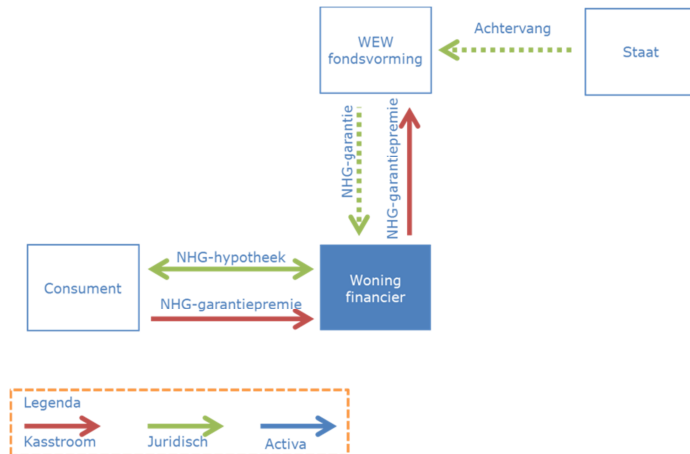 WEW
fondsvorming
Achtervang
Staat
NHG-garantie
NHG-garantiepremie
Consument
NHG-hypotheek
NHG-garantiepremie
Woning
financier
Legenda
Kasstroom
Juridisch
Activa